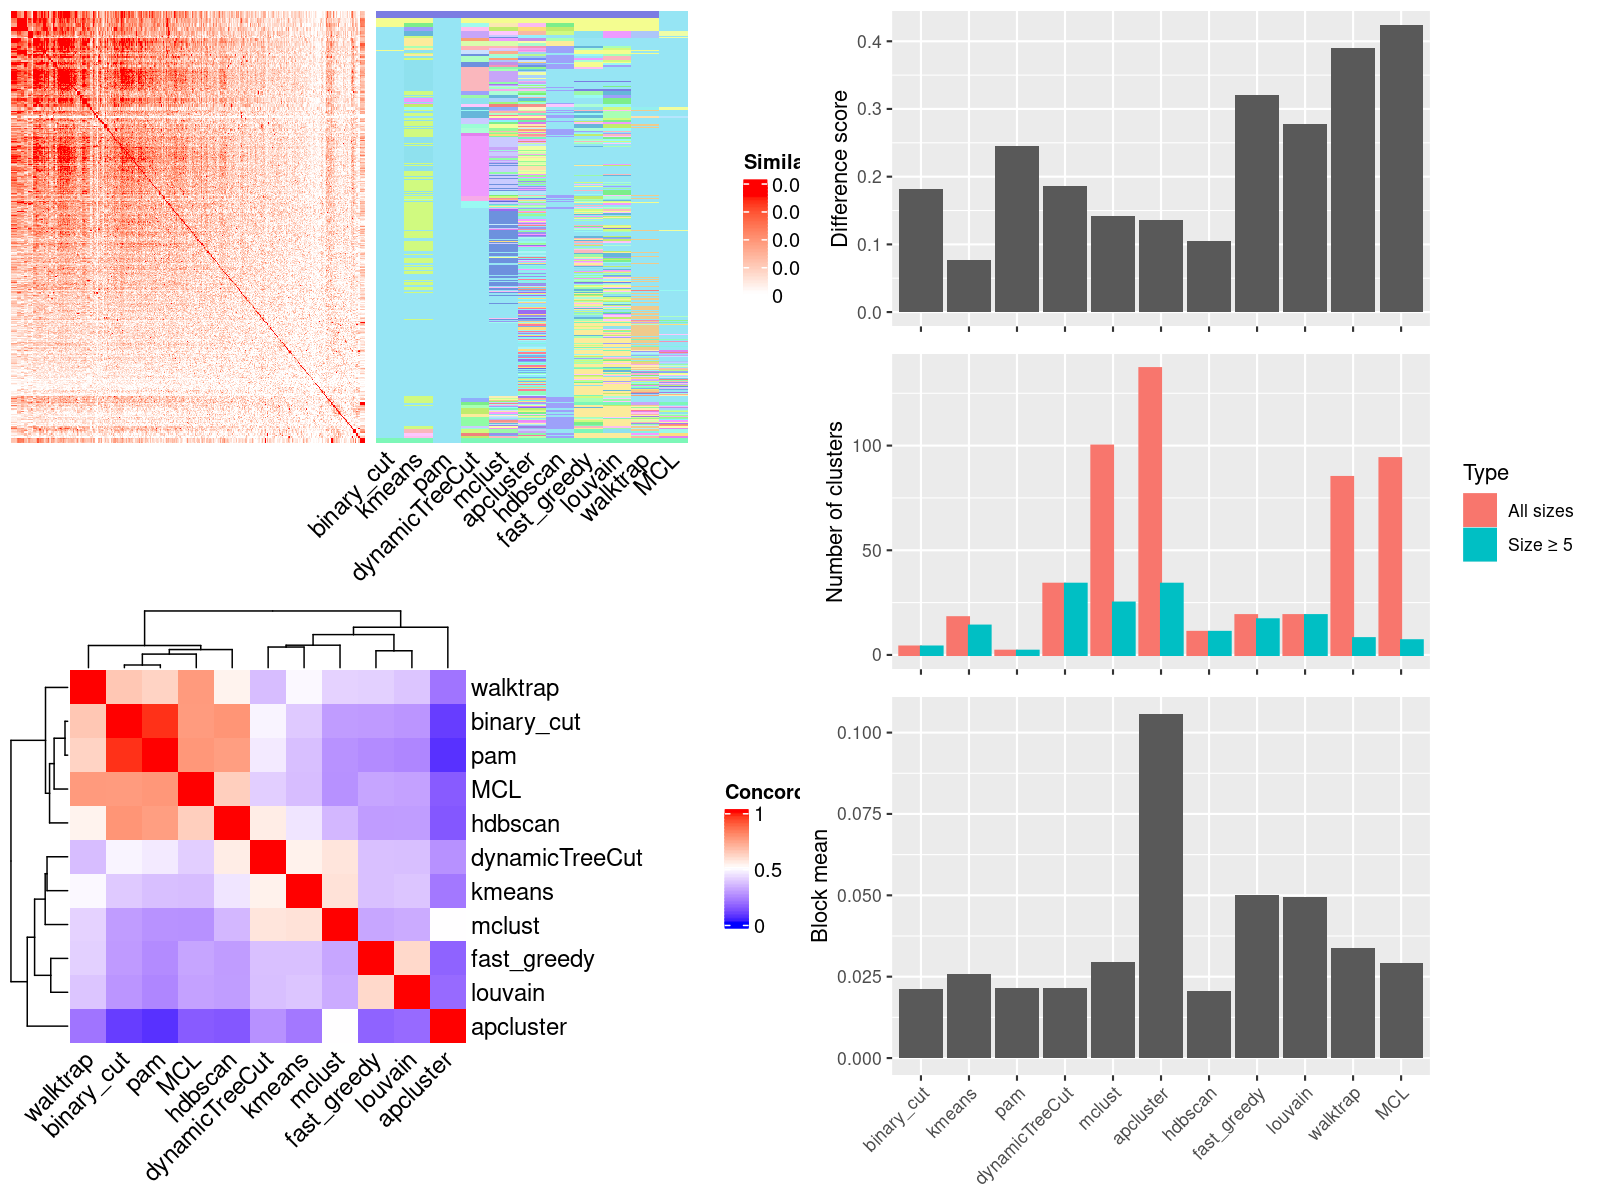 Simila
0.0
0.0
0.0
0.0
0
binary_cut
kmeans
pam
dynamicTreeCut
mclust
apcluster
hdbscan
fast_greedy
louvain
walktrap
MCL
walktrap
binary_cut
pam
MCL
hdbscan
dynamicTreeCut
kmeans
mclust
fast_greedy
louvain
apcluster
walktrap
binary_cut
pam
MCL
hdbscan
dynamicTreeCut
kmeans
mclust
fast_greedy
louvain
apcluster
Concord
1
0.5
0
Difference score
0.4
0.3
0.2
0.1
0.0
Number of clusters
100
50
0
Type
All sizes
Size ≥ 5
Block mean
0.100
0.075
0.050
0.025
0.000
binary_cut
kmeans
pam
dynamicTreeCut
mclust
apcluster
hdbscan
fast_greedy
louvain
walktrap
MCL